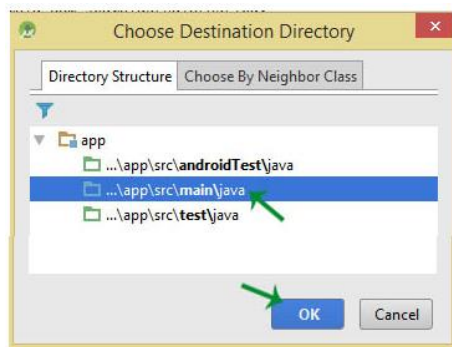 Choose Destination Directory
Directory Structure Choose By Neighbor Class
app
...\app\src\androidTest\java
...\app\src\main\java
...\app\src\test\java
OK Cancel